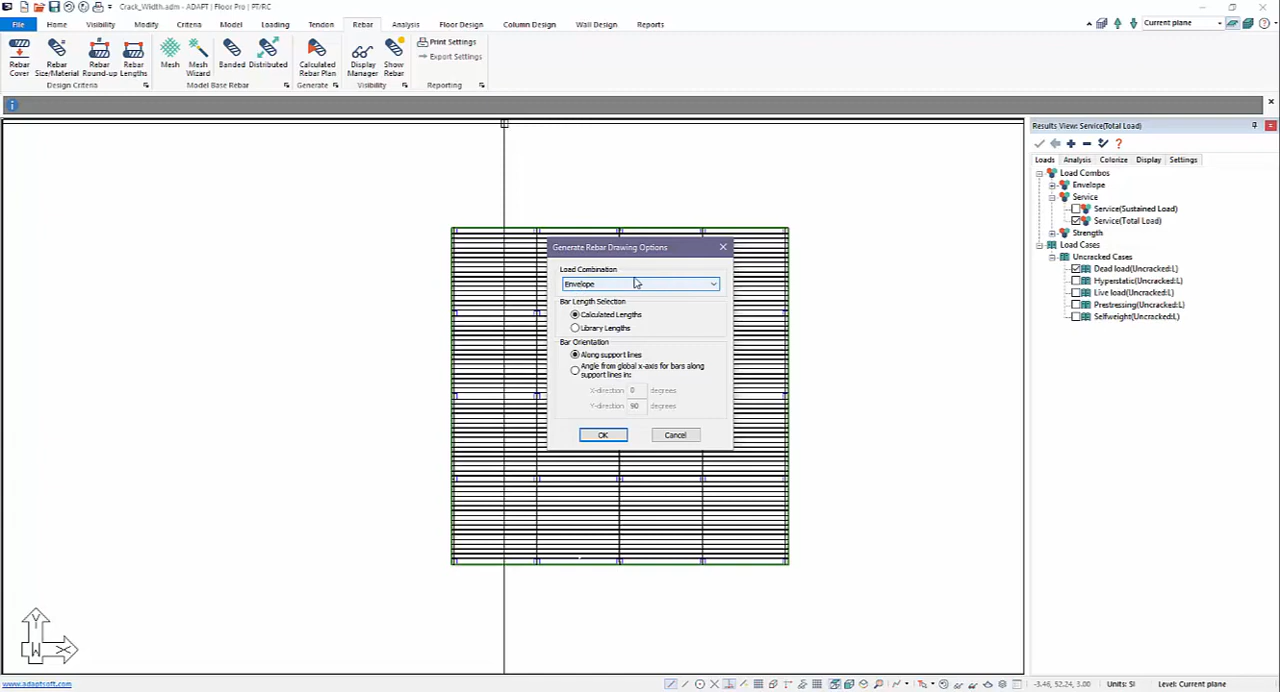 Crack_Width.adm - ADAPT | Floor Pro | PT/RC
File Home Visibility Modify Criteria Model Loading Tendon Rebar Analysis Floor Design Column Design Wall Design Reports
Current plane
Rebar Cover
Rebar Size/Material
Rebar Round-up
Rebar Lengths
Design Criteria
Mesh
Mesh Wizard
Banded
Distributed
Model Base Rebar
Calculated Rebar Plan
Generate
Display Manager
Show Rebar
Visibility
Print Settings
Export Settings
Reporting
Results View: Service(Total Load)
Loads Analysis Colorize Display Settings
Load Combos
Envelope
Service
Service(Sustained Load)
Service(Total Load)
Strength
Load Cases
Uncracked Cases
Dead load(Uncracked:L)
Hyperstatic(Uncracked:L)
Live load(Uncracked:L)
Prestressing(Uncracked:L)
Selfweight(Uncracked:L)
Generate Rebar Drawing Options
Load Combination
Envelope
Bar Length Selection
Calculated Lengths
Library Lengths
Bar Orientation
Along support lines
Angle from global x-axis for bars along
support lines in:
X-direction 0 degrees
Y-direction 90 degrees
OK Cancel
Y
W X
www.adaptsoft.com
-3.46, 52.24, 3.00 Units: SI Level: Current plane